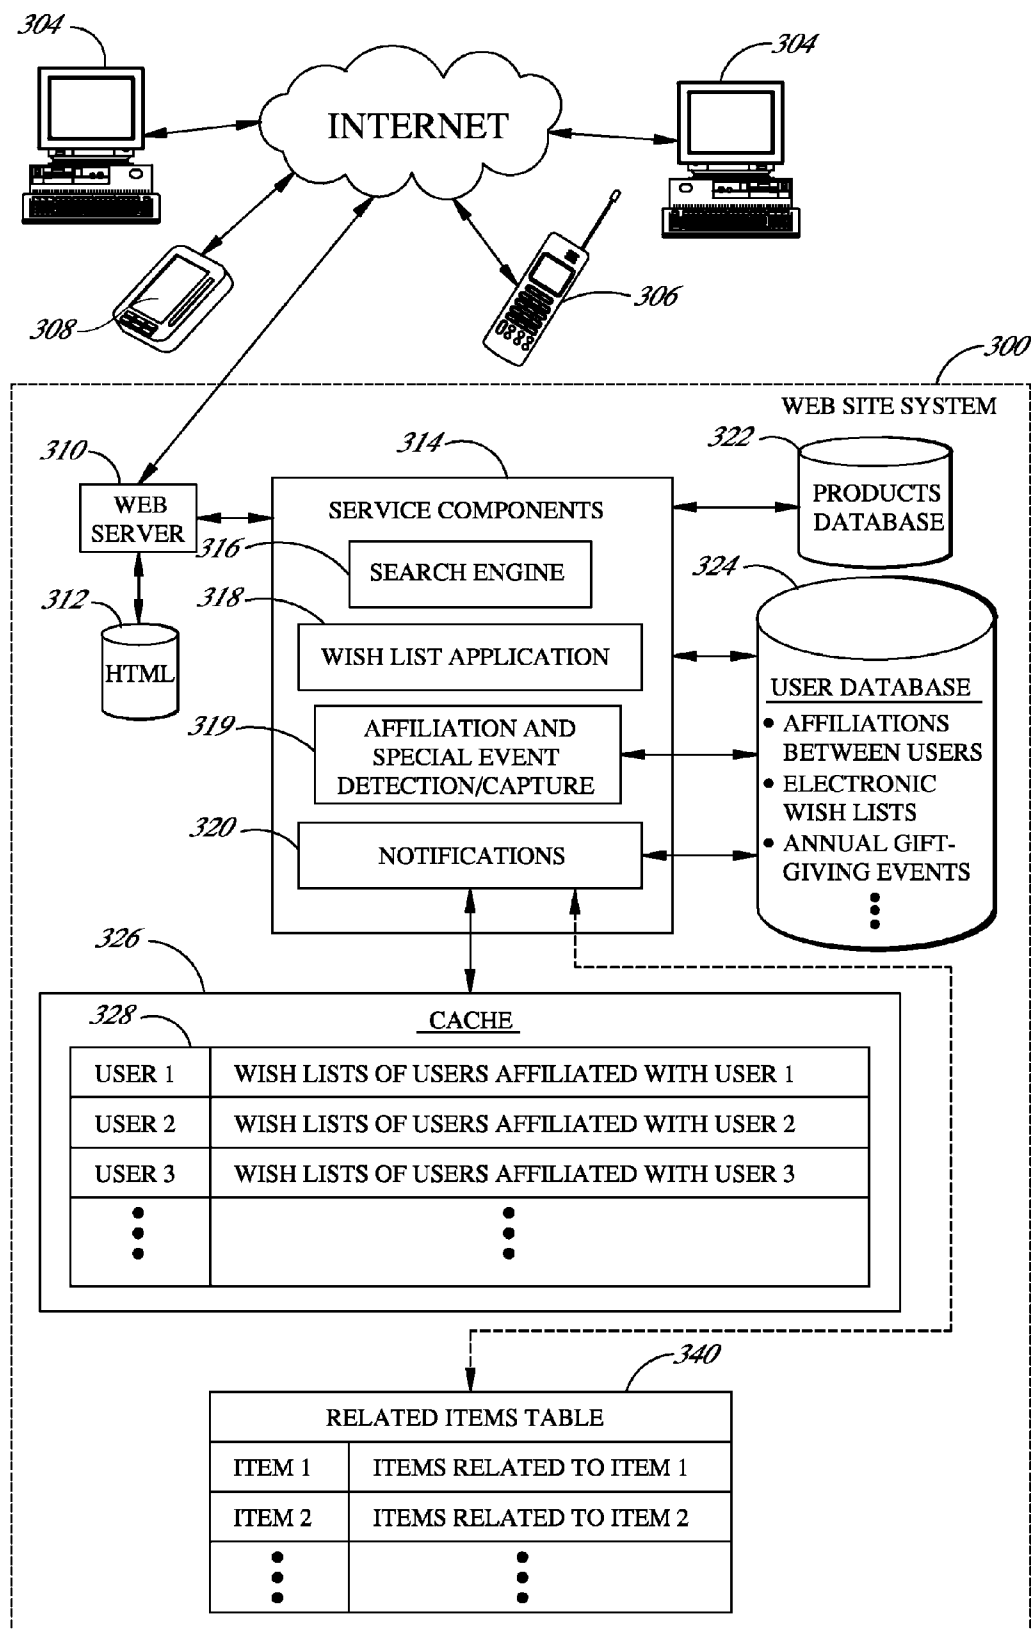 304
304
INTERNET
308
306
300
WEB SITE SYSTEM
310
314
322
WEB
SERVER
SERVICE COMPONENTS
PRODUCTS
DATABASE
316
SEARCH ENGINE
324
312
HTML
318
WISH LIST APPLICATION
USER DATABASE
• AFFILIATIONS
BETWEEN USERS
• ELECTRONIC
WISH LISTS
• ANNUAL GIFT-
GIVING EVENTS
319
AFFILIATION AND
SPECIAL EVENT
DETECTION/CAPTURE
320
NOTIFICATIONS
326
CACHE
328
USER 1 WISH LISTS OF USERS AFFILIATED WITH USER 1
USER 2 WISH LISTS OF USERS AFFILIATED WITH USER 2
USER 3 WISH LISTS OF USERS AFFILIATED WITH USER 3
340
RELATED ITEMS TABLE
ITEM 1 ITEMS RELATED TO ITEM 1
ITEM 2 ITEMS RELATED TO ITEM 2